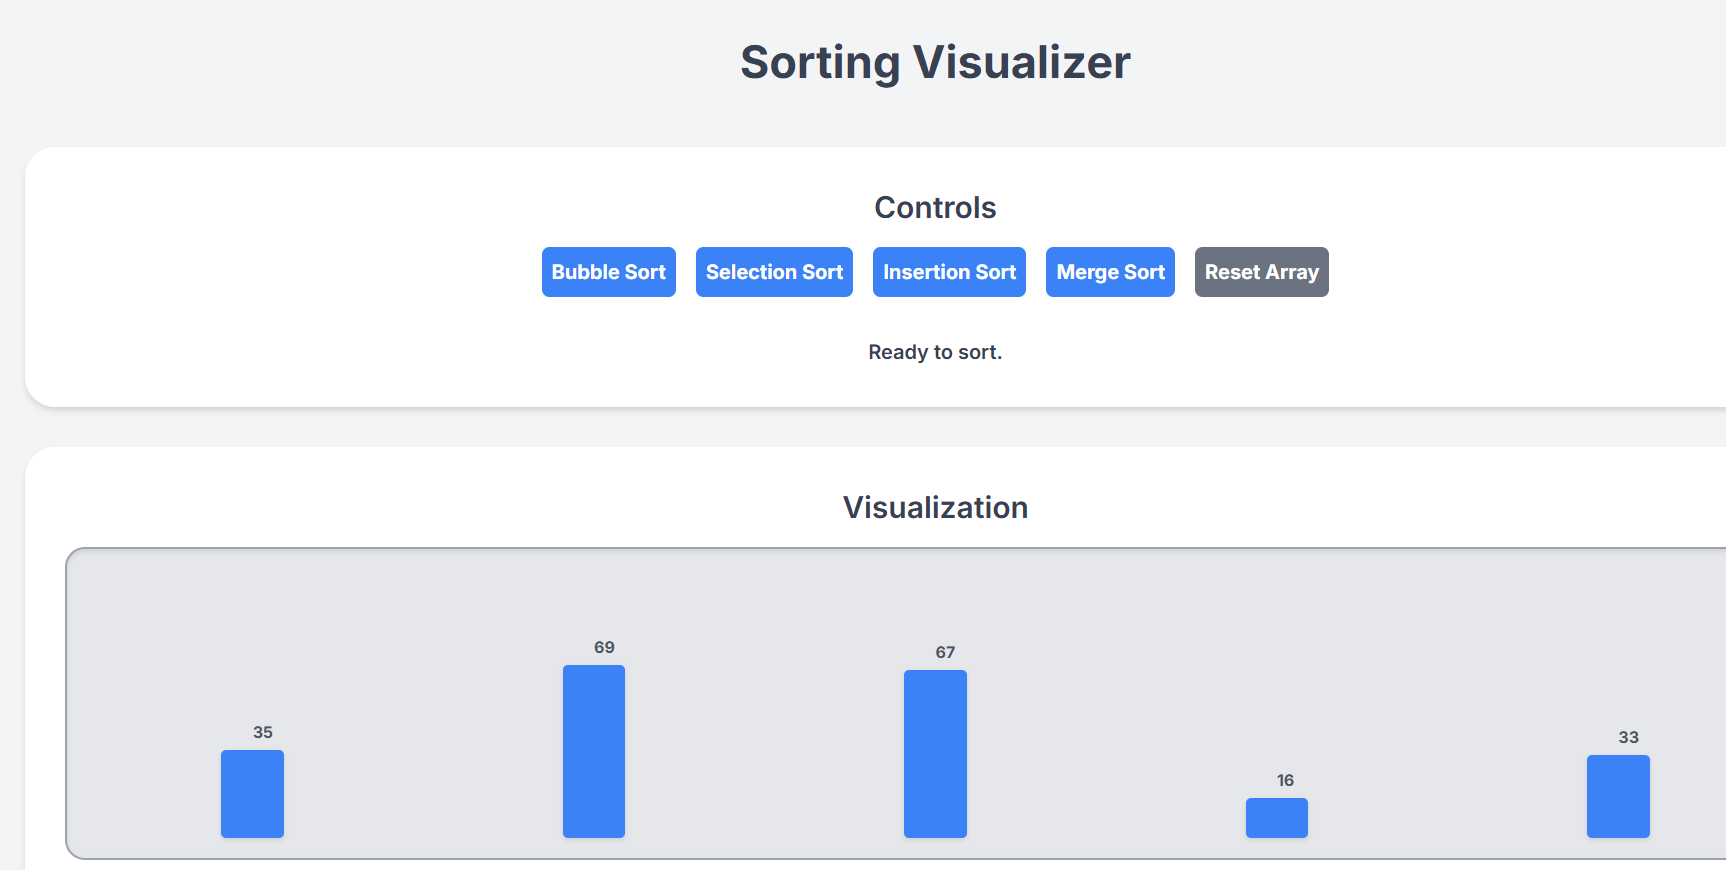 Sorting Visualizer
Controls
Bubble Sort Selection Sort Insertion Sort Merge Sort Reset Array
Ready to sort.
Visualization
35 69 67 16 33